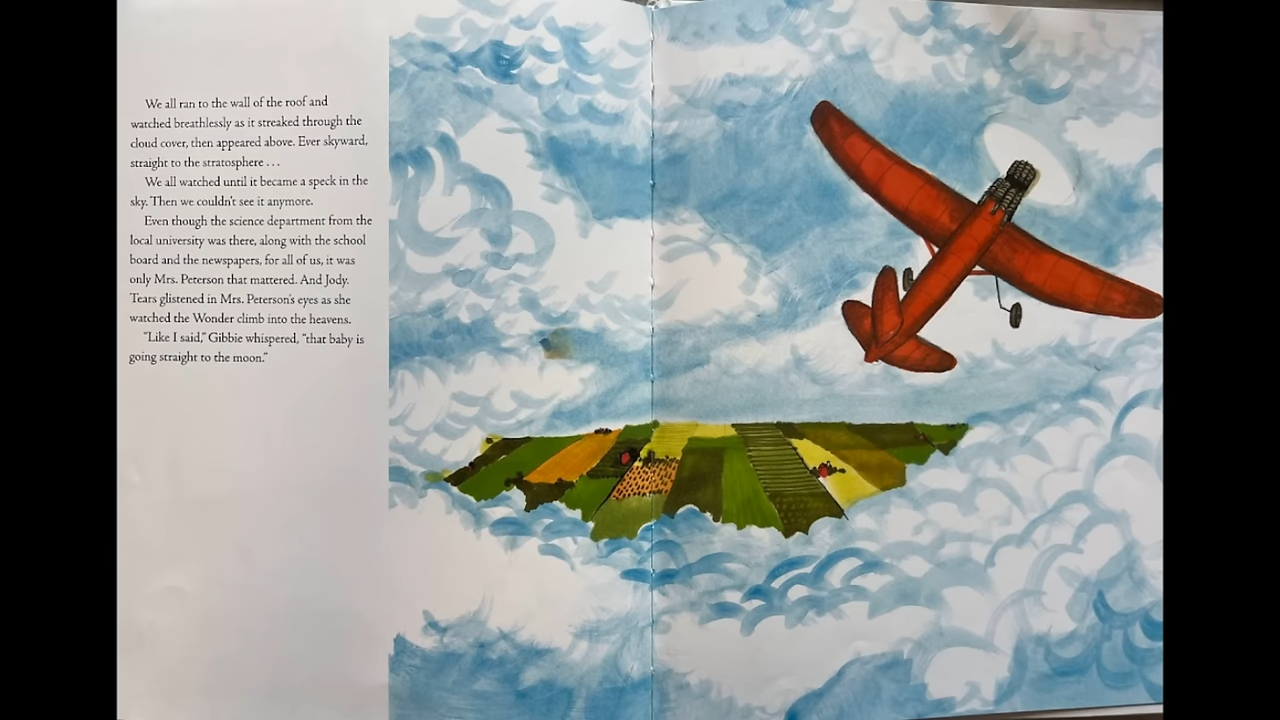 We all ran to the wall of the roof and
watched breathlessly as it streaked through the
cloud cover, then appeared above. Ever skyward,
straight to the stratosphere . . .
We all watched until it became a speck in the
sky. Then we couldn't see it anymore.
Even though the science department from the
local university was there, along with the school
board and the newspapers, for all of us, it was
only Mrs. Peterson that mattered. And Jody.
Tears glistened in Mrs. Peterson's eyes as she
watched the Wonder climb into the heavens.
"Like I said," Gibbie whispered, "that baby is
going straight to the moon."